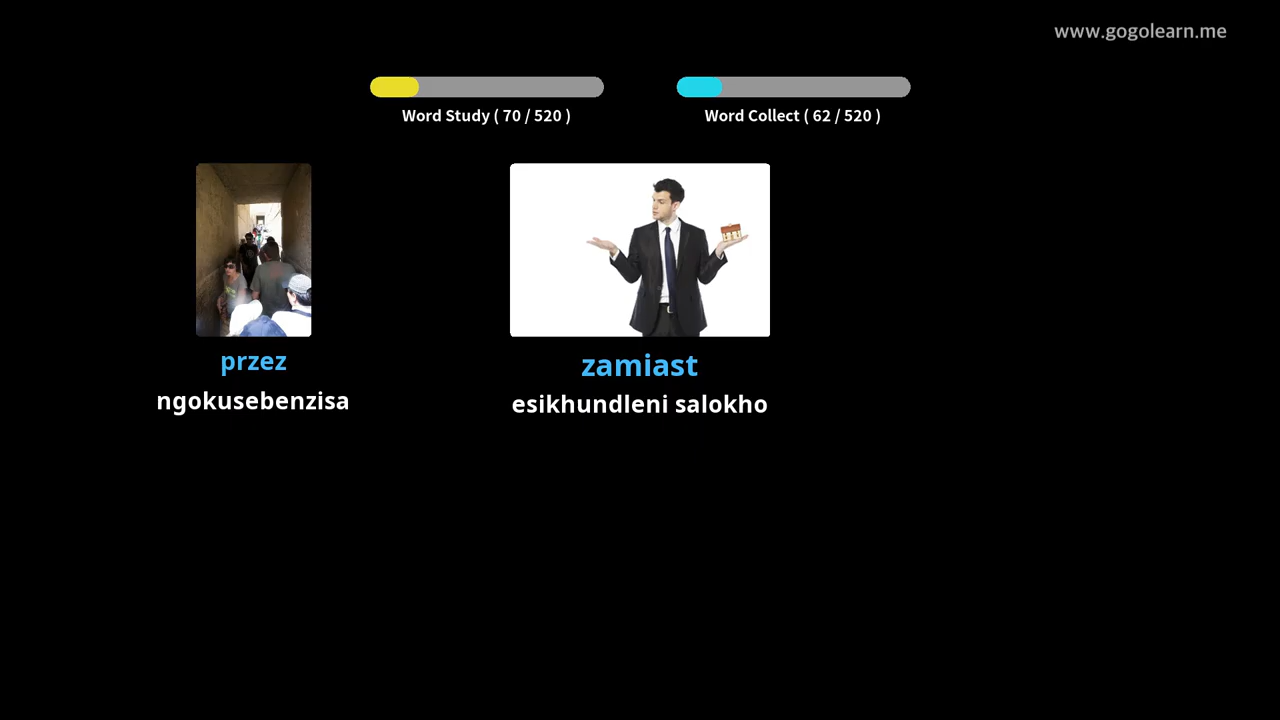 www.gogolearn.me
Word Study ( 70 / 520 )
Word Collect ( 62 / 520 )
przez
ngokusebenzisa
zamiast
esikhundleni salokho